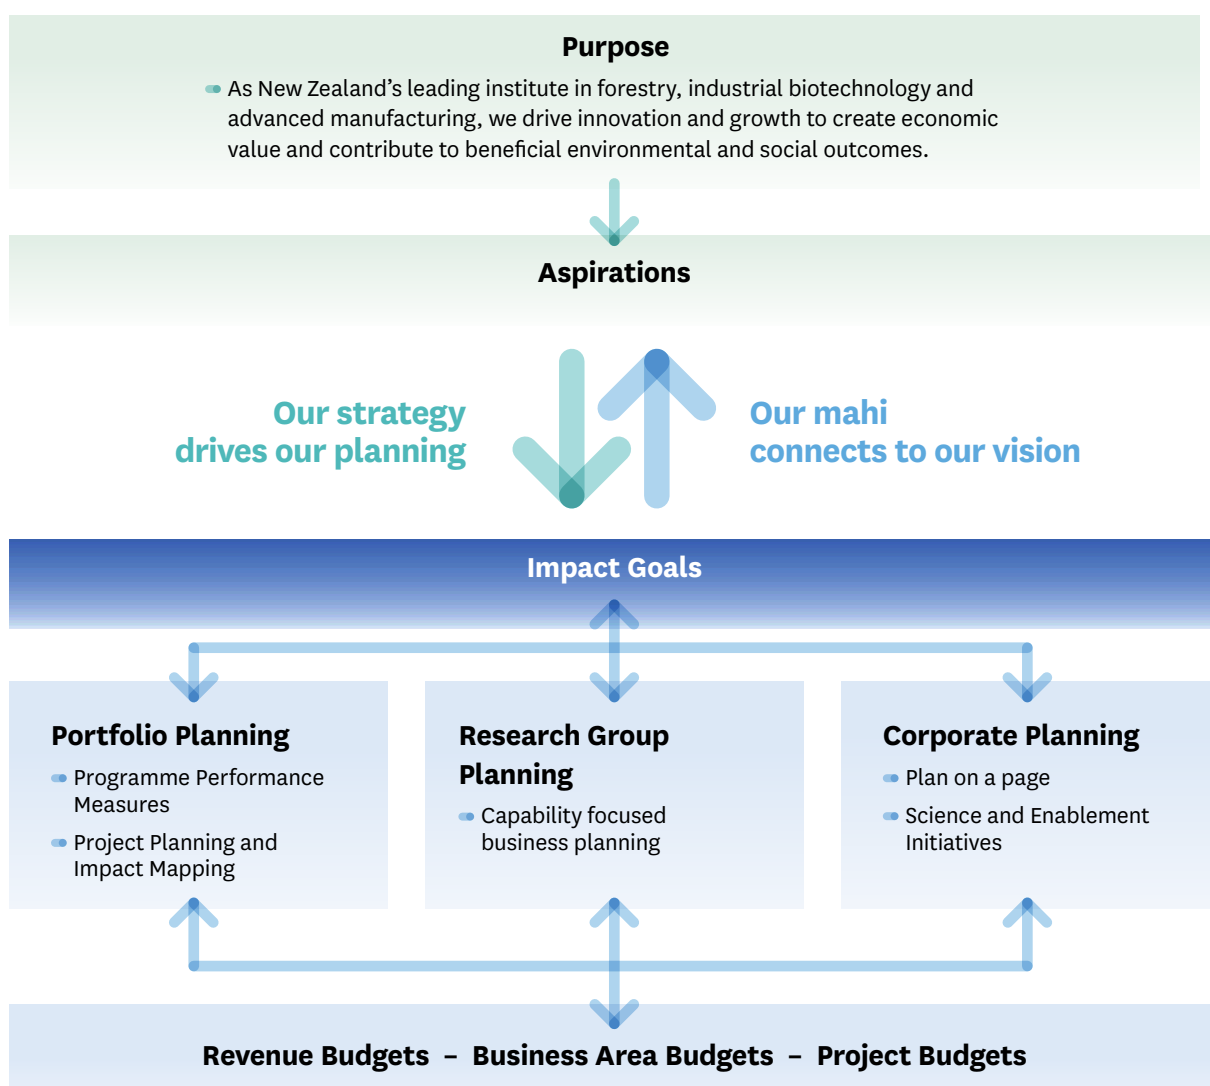 Purpose
As New Zealand’s leading institute in forestry, industrial biotechnology and
advanced manufacturing, we drive innovation and growth to create economic
value and contribute to beneficial environmental and social outcomes.
Aspirations
Our strategy
drives our planning
Our mahi
connects to our vision
Impact Goals
Portfolio Planning
Programme Performance
Measures
Project Planning and
Impact Mapping
Research Group
Planning
Capability focused
business planning
Corporate Planning
Plan on a page
Science and Enablement
Initiatives
Revenue Budgets – Business Area Budgets – Project Budgets